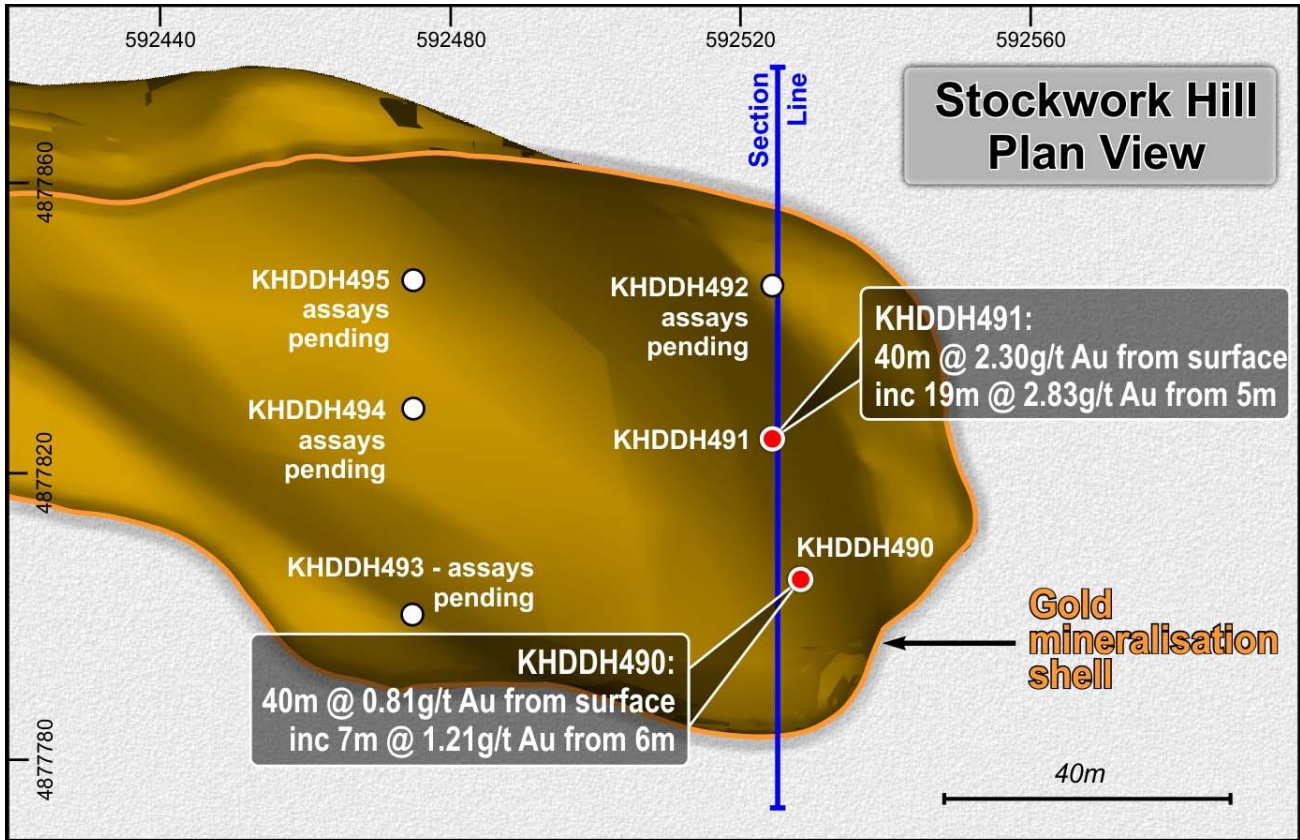 592440
592480
592520
592560
Stockwork Hill
Plan View
Section
Line
4877860
4877820
4877780
KHDDH495
assays
pending
KHDDH492
assays
pending
KHDDH491:
40m @ 2.30g/t Au from surface
inc 19m @ 2.83g/t Au from 5m
KHDDH494
assays
pending
KHDDH491
KHDDH490
KHDDH493 - assays
pending
KHDDH490:
40m @ 0.81g/t Au from surface
inc 7m @ 1.21g/t Au from 6m
Gold
mineralisation
shell
40m